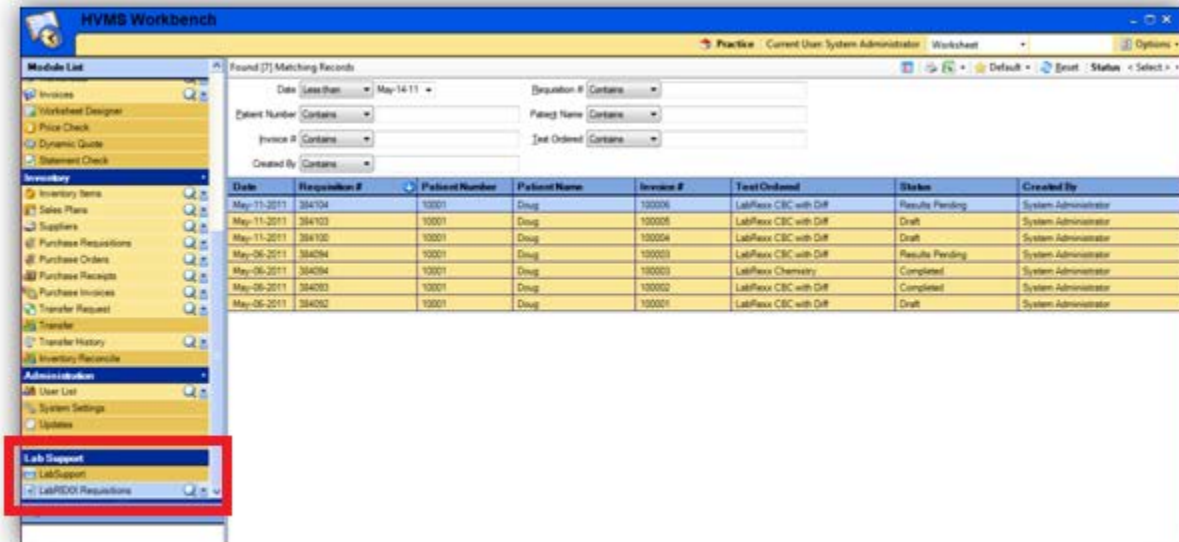 HVMS Workbench
Practice Current User: System Administrator Worksheet Options
Module List
Found [7] Matching Records
Default Reset Status < Select >
Invoices
Worksheet Designer
Price Check
Dynamic Quote
Statement Check
Inventory
Inventory Items
Sales Plans
Suppliers
Purchase Requisitions
Purchase Orders
Purchase Receipts
Purchase Invoices
Transfer Request
Transfer
Transfer History
Inventory Reconcile
Administration
User List
System Settings
Updates
Lab Support
LabSupport
Requisitions
Date Less than May-14-11 Requisition # Contains
Patient Number Contains Patient Name Contains
Invoice # Contains Test Ordered Contains
Created By Contains
Date Requisition # Patient Number Patient Name Invoice # Test Ordered Status Created By
May-11-2011 384104 10001 Doug 100006 LabRexx CBC with Diff Results Pending System Administrator
May-11-2011 384103 10001 Doug 100005 LabRexx CBC with Diff Draft System Administrator
May-11-2011 384100 10001 Doug 100004 LabRexx CBC with Diff Draft System Administrator
May-06-2011 384094 10001 Doug 100003 LabRexx CBC with Diff Results Pending System Administrator
May-06-2011 384094 10001 Doug 100003 LabRexx Chemistry Completed System Administrator
May-06-2011 384093 10001 Doug 100002 LabRexx CBC with Diff Completed System Administrator
May-06-2011 384092 10001 Doug 100001 LabRexx CBC with Diff Draft System Administrator